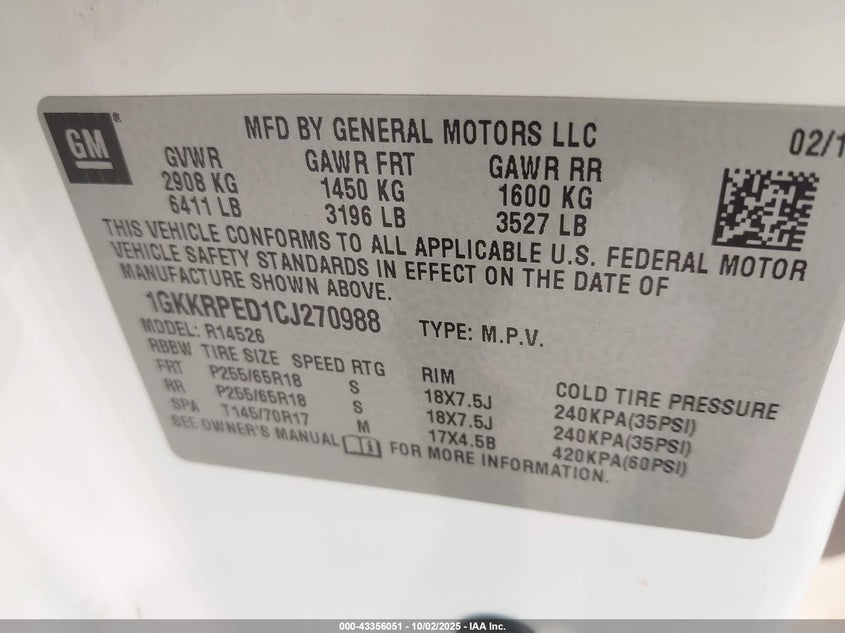 GM®
MFD BY GENERAL MOTORS LLC 02/1
GVWR GAWR FRT GAWR RR
2908 KG 1450 KG 1600 KG
6411 LB 3196 LB 3527 LB
THIS VEHICLE CONFORMS TO ALL APPLICABLE U.S. FEDERAL MOTOR
VEHICLE SAFETY STANDARDS IN EFFECT ON THE DATE OF
MANUFACTURE SHOWN ABOVE.
1GKKRPED1CJ270988 TYPE: M.P.V.
MODEL: R14526
RBBW TIRE SIZE SPEED RTG RIM COLD TIRE PRESSURE
FRT P255/65R18 S 18X7.5J 240KPA(35PSI)
RR P255/65R18 S 18X7.5J 240KPA(35PSI)
SPA T145/70R17 M 17X4.5B 420KPA(60PSI)
SEE OWNER'S MANUAL FOR MORE INFORMATION.
000-43356051 - 10/02/2025 - IAA Inc.